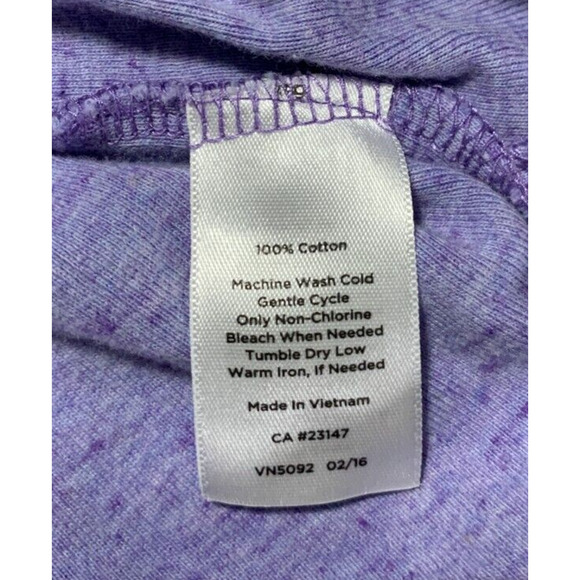 100% Cotton
Machine Wash Cold
Gentle Cycle
Only Non-Chlorine
Bleach When Needed
Tumble Dry Low
Warm Iron, If Needed
Made In Vietnam
CA #23147
VN5092 02/16